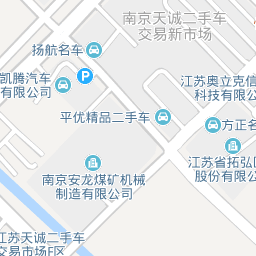 南京天诚二手车
交易新市场
扬航名车
凯腾汽车
有限公司
P
江苏奥立克信
科技有限公
平优精品二手车
方正名
江苏省拓弘
股份有限公
南京安龙煤矿机械
制造有限公司
江苏天诚二手车
交易市场F区